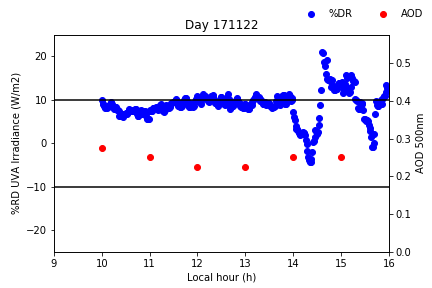 %DR AOD
Day 171122
%RD UVA Irradiance (W/m2)
20
10
0
−10
−20
0.5
0.4
0.3
0.2
0.1
0.0
AOD 500nm
9 10 11 12 13 14 15 16
Local hour (h)